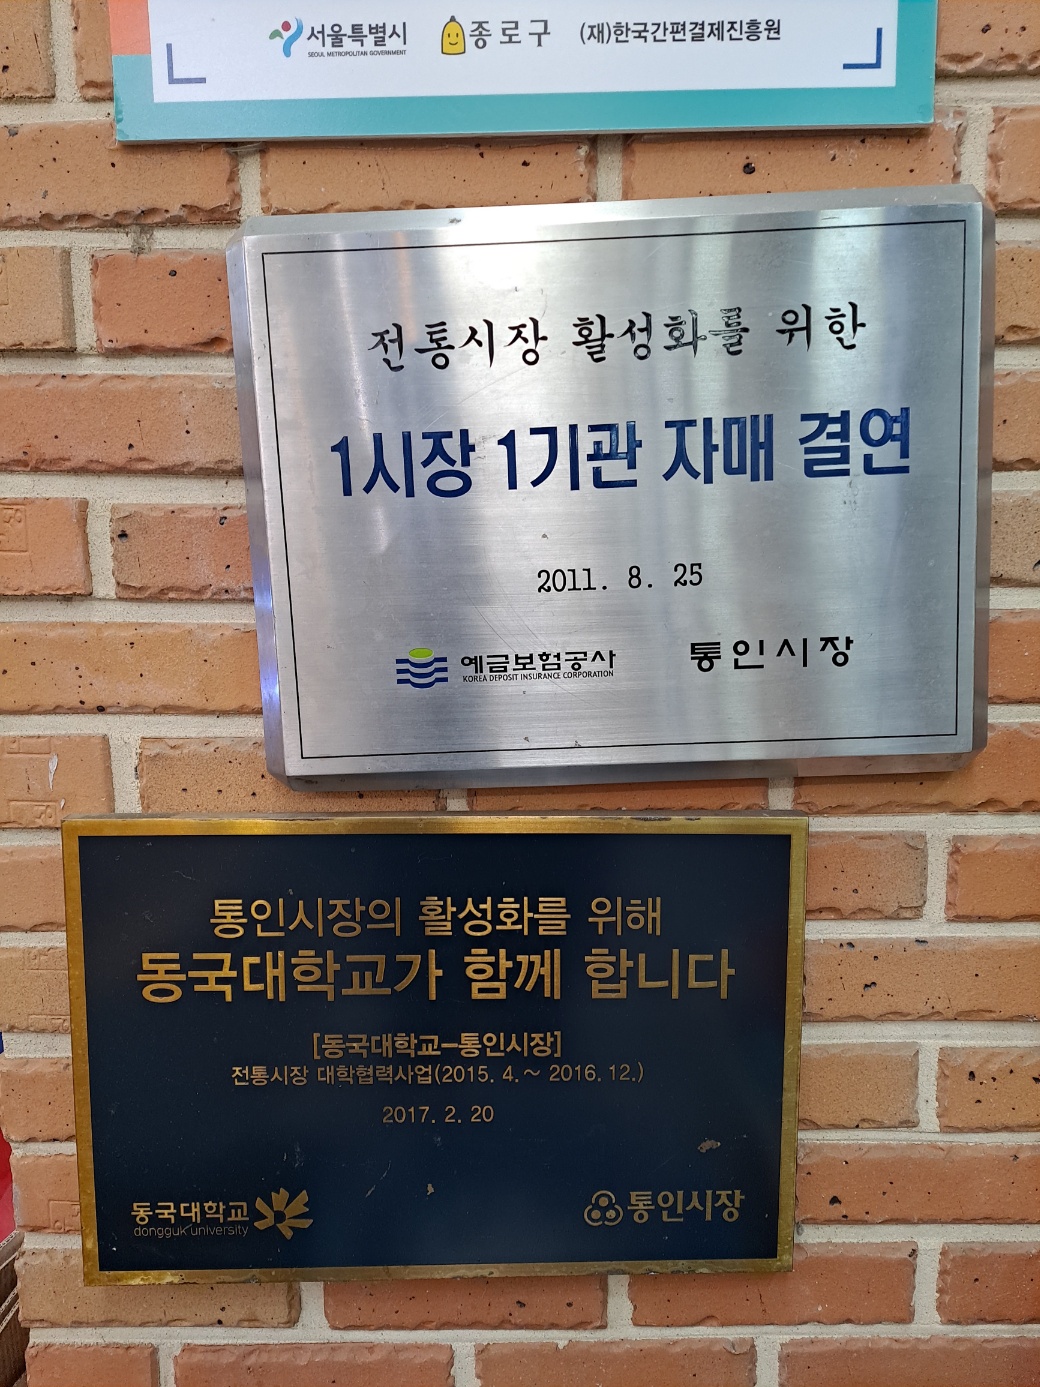 서울특별시
SEOUL METROPOLITAN GOVERNMENT
종로구
(재)한국간편결제진흥원
전통시장 활성화를 위한
1시장 1기관 자매 결연
2011. 8. 25
예금보험공사
KOREA DEPOSIT INSURANCE CORPORATION
통인시장
통인시장의 활성화를 위해
동국대학교가 함께 합니다
[동국대학교-통인시장]
전통시장 대학협력사업(2015. 4.~ 2016. 12.)
2017. 2. 20
동국대학교
dongguk university
통인시장